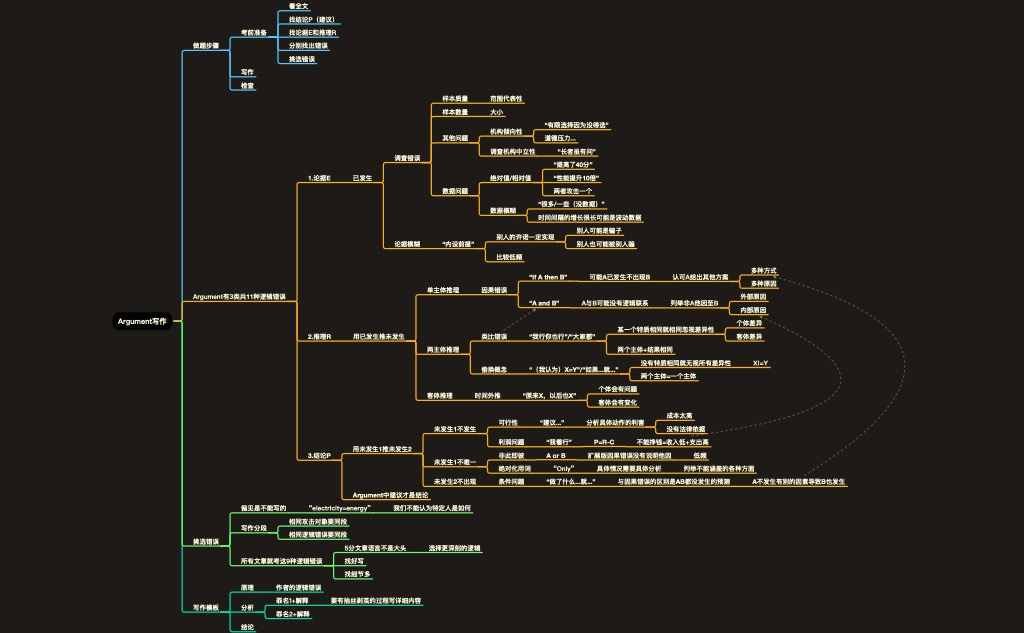 Argument写作
做题步骤
考前准备
看全文
找结论P（建议）
找论据E和推理R
分别找出错误
挑选错误
写作
检查
Argument有3类共11种逻辑错误
1.论据E
已发生
调查错误
样本质量
范围代表性
样本数量
大小
其他问题
机构倾向性
“有限选择因为没得选”
道德压力...
调查机构中立性
“长者虽有问”
数据问题
绝对值/相对值
“提高了40分”
“性能提升10倍”
两者攻击一个
数据模糊
“很多/一些（没数据）”
时间间隔的增长很长可能是波动数据
论据模糊
“内设前提”
别人的许诺一定实现
别人可能是骗子
别人也可能被别人骗
比较低频
2.推理R
用已发生推未发生
单主体推理
因果错误
“If A then B”
可能A已发生不出现B
认可A给出其他方案
多种方式
多种原因
“A and B”
A与B可能没有逻辑联系
列举非A他因至B
外部原因
内部原因
两主体推理
类比错误
“我行你也行”/“大家都”
某一个特质相同就相同忽视差异性
个体差异
客体差异
两个主体+结果相同
偷换概念
“（我认为）X=Y”/“如果...就...”
没有特质相同就无视所有差异性
X!=Y
两个主体=一个主体
客体推理
时间外推
“原来X，以后也X”
个体会有问题
客体会有变化
3.结论P
用未发生1推未发生2
未发生1不发生
可行性
“建议...”
分析具体动作的利害
成本太高
没有法律依据
利润问题
“我看行”
P=R-C
不能挣钱=收入低+支出高
未发生1不唯一
非此即彼
A or B
扩展版因果错误没有说明他因
低频
绝对化用词
“Only”
具体情况需要具体分析
列举不能涵盖的各种方面
未发生2不出现
条件问题
“做了什么...就...”
与因果错误的区别是AB都没发生的预测
A不发生有别的因素导致B也发生
Argument中建议才是结论
挑选错误
偏见是不能写的
“electricity=energy”
我们不能认为特定人是如何
写作分段
相同攻击对象要同段
相同逻辑错误要同段
所有文章就考这9种逻辑错误
5分文章语言不是大头
选择更深刻的逻辑
找好写
找细节多
写作模板
原理
作者的逻辑错误
分析
罪名1+解释
要有抽丝剥茧的过程写详细内容
罪名2+解释
结论